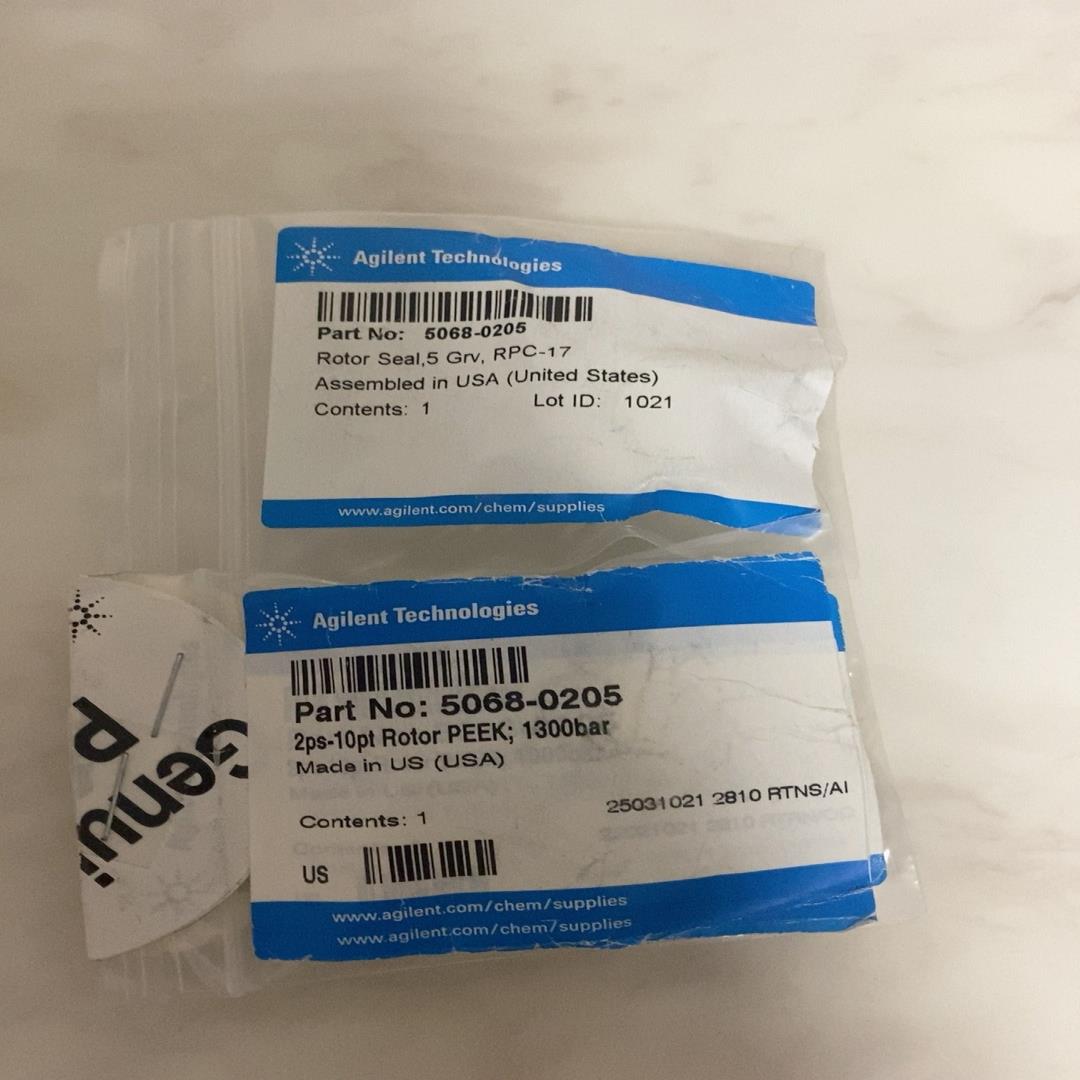 Agilent Technologies
Part No: 5068-0205
Rotor Seal,5 Grv, RPC-17
Assembled in USA (United States)
Contents: 1 Lot ID: 1021
www.agilent.com/chem/supplies
Agilent Technologies
Part No: 5068-0205
2ps-10pt Rotor PEEK; 1300bar
Made in US (USA)
25031021 2810 RTNS/AI
Contents: 1
US
www.agilent.com/chem/supplies
www.agilent.com/chem/supplies
Genui
P